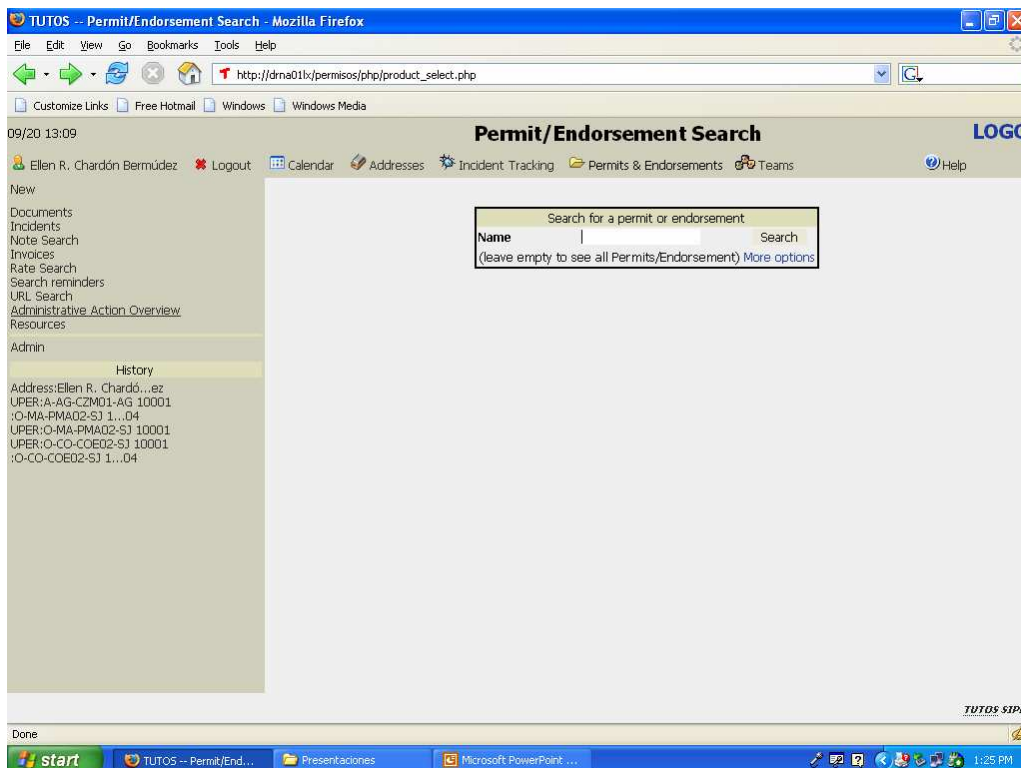 TUTOS -- Permit/Endorsement Search - Mozilla Firefox
File Edit View Go Bookmarks Tools Help
http://drna01lx/permisos/php/product_select.php
G
Customize Links Free Hotmail Windows Windows Media
09/20 13:09 Permit/Endorsement Search LOGO
Ellen R. Chardón Bermúdez Logout Calendar Addresses Incident Tracking Permits & Endorsements Teams Help
New
Documents
Incidents
Note Search
Invoices
Rate Search
Search reminders
URL Search
Administrative Action Overview
Resources
Admin
History
Address:Ellen R. Chardó...ez
UPER:A-AG-CZM01-AG 10001
:O-MA-PMA02-SJ 1...04
UPER:O-MA-PMA02-SJ 10001
UPER:O-CO-COE02-SJ 10001
:O-CO-COE02-SJ 1...04
Search for a permit or endorsement
Name Search
(leave empty to see all Permits/Endorsement) More options
TUTOS SIP
Done
start TUTOS -- Permit/End... Presentaciones Microsoft PowerPoint ... 1:25 PM